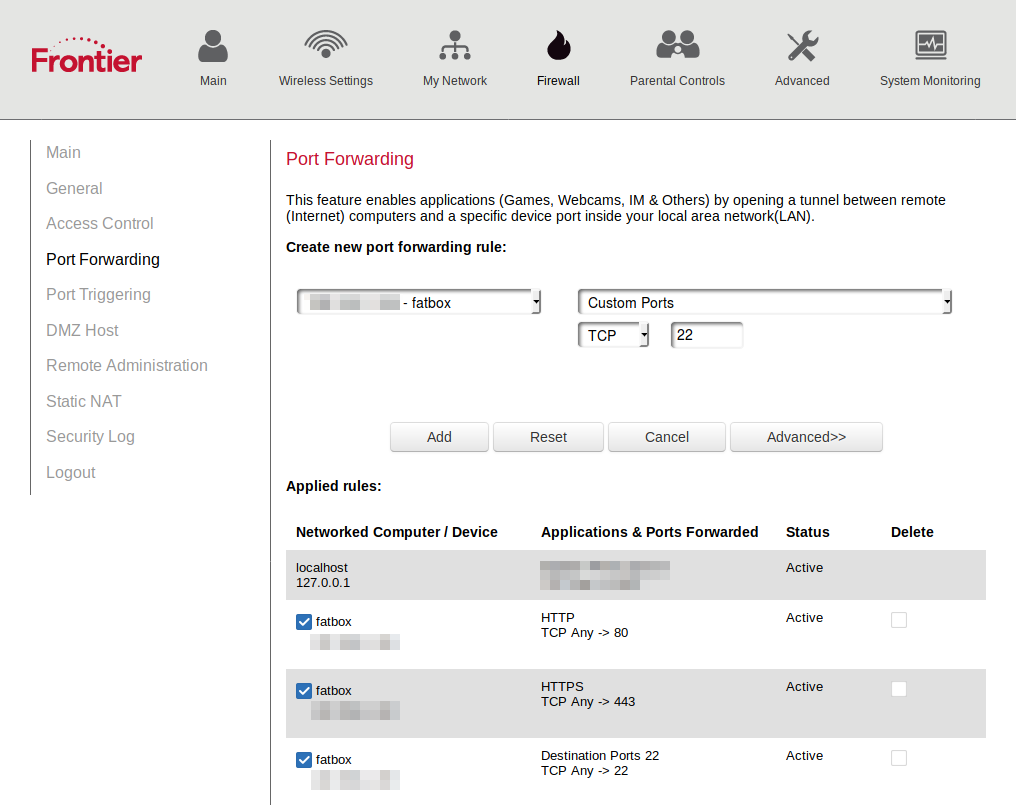 Frontier
Main
Wireless Settings
My Network
Firewall
Parental Controls
Advanced
System Monitoring
Main
General
Access Control
Port Forwarding
Port Triggering
DMZ Host
Remote Administration
Static NAT
Security Log
Logout
Port Forwarding
This feature enables applications (Games, Webcams, IM & Others) by opening a tunnel between remote
(Internet) computers and a specific device port inside your local area network(LAN).
Create new port forwarding rule:
- fatbox
Custom Ports
TCP
22
Add
Reset
Cancel
Advanced>>
Applied rules:
Networked Computer / Device
Applications & Ports Forwarded
Status
Delete
localhost
127.0.0.1
Active
fatbox
HTTP
TCP Any -> 80
Active
fatbox
HTTPS
TCP Any -> 443
Active
fatbox
Destination Ports 22
TCP Any -> 22
Active